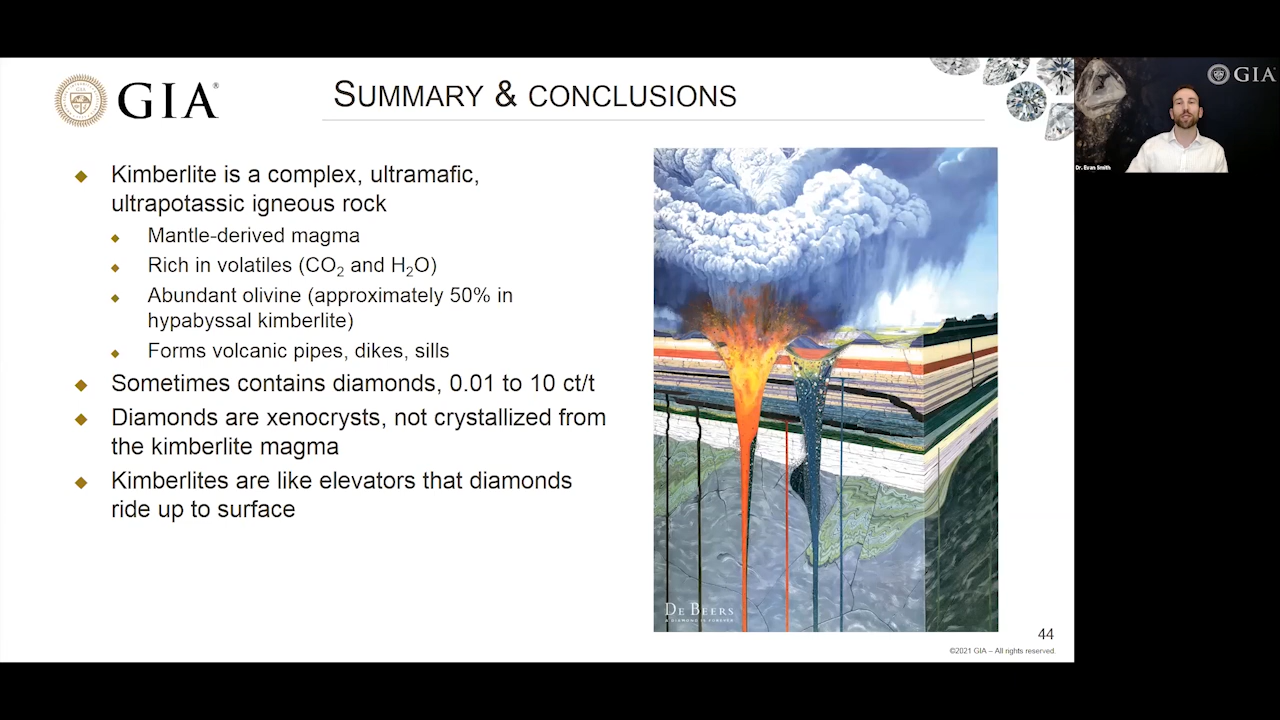 GIA®
SUMMARY & CONCLUSIONS
GIA
Dr. Evan Smith
Kimberlite is a complex, ultramafic,
ultrapotassic igneous rock
Mantle-derived magma
Rich in volatiles (CO₂ and H₂O)
Abundant olivine (approximately 50% in
hypabyssal kimberlite)
Forms volcanic pipes, dikes, sills
Sometimes contains diamonds, 0.01 to 10 ct/t
Diamonds are xenocrysts, not crystallized from
the kimberlite magma
Kimberlites are like elevators that diamonds
ride up to surface
DE BEERS
A DIAMOND IS FOREVER
44
©2021 GIA – All rights reserved.